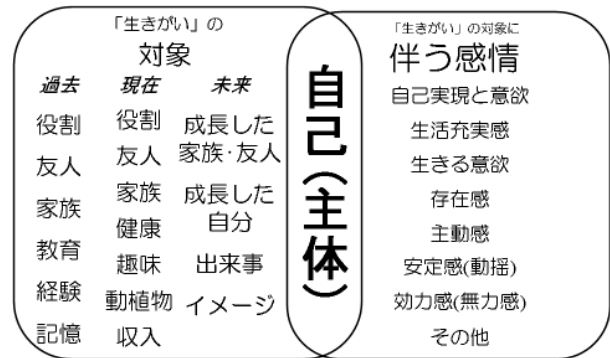 「生きがい」の
対象
過去
役割
友人
家族
教育
経験
記憶
現在
役割
友人
家族
健康
趣味
動植物
収入
未来
成長した
家族・友人
成長した
自分
出来事
イメージ
自己(主体)
「生きがい」の対象に
伴う感情
自己実現と意欲
生活充実感
生きる意欲
存在感
主動感
安定感(動揺)
効力感(無力感)
その他